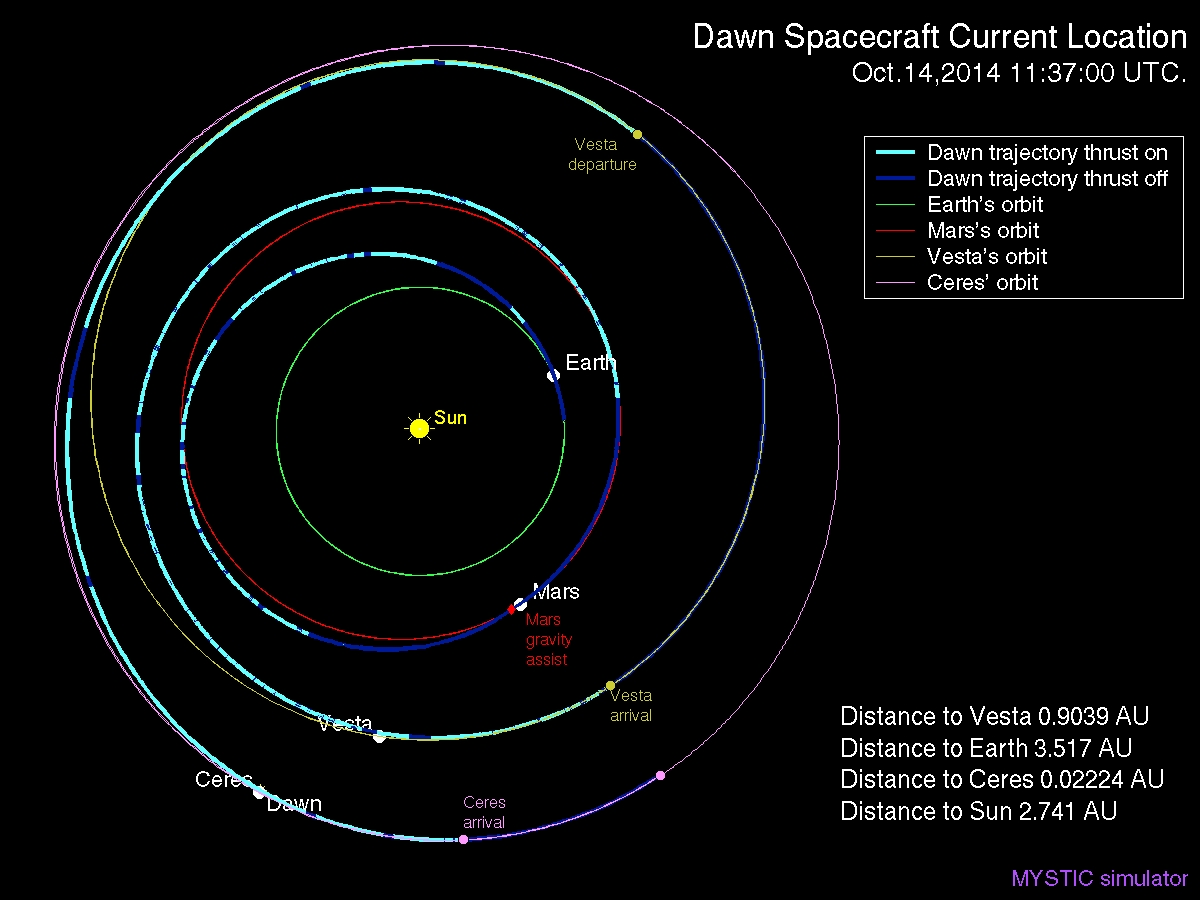 Dawn Spacecraft Current Location
Oct.14,2014 11:37:00 UTC.
Dawn trajectory thrust on
Dawn trajectory thrust off
Earth's orbit
Mars's orbit
Vesta's orbit
Ceres' orbit
Vesta
departure
Earth
Sun
Mars
Mars
gravity
assist
Vesta
arrival
Vesta
Ceres
Dawn
Ceres
arrival
Distance to Vesta 0.9039 AU
Distance to Earth 3.517 AU
Distance to Ceres 0.02224 AU
Distance to Sun 2.741 AU
MYSTIC simulator